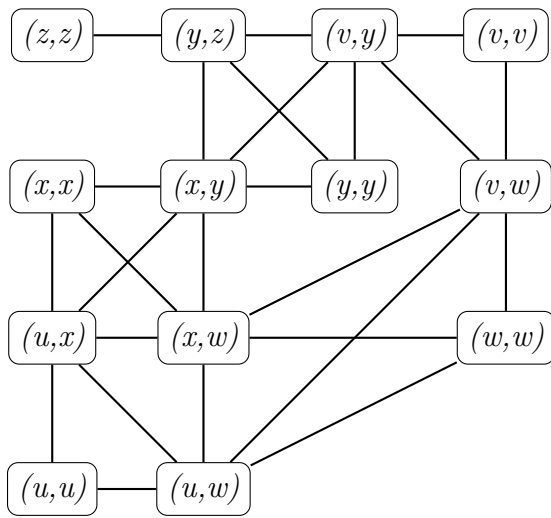 (z,z) (y,z) (v,y) (v,v)
(x,x) (x,y) (y,y) (v,w)
(u,x) (x,w) (w,w)
(u,u) (u,w)